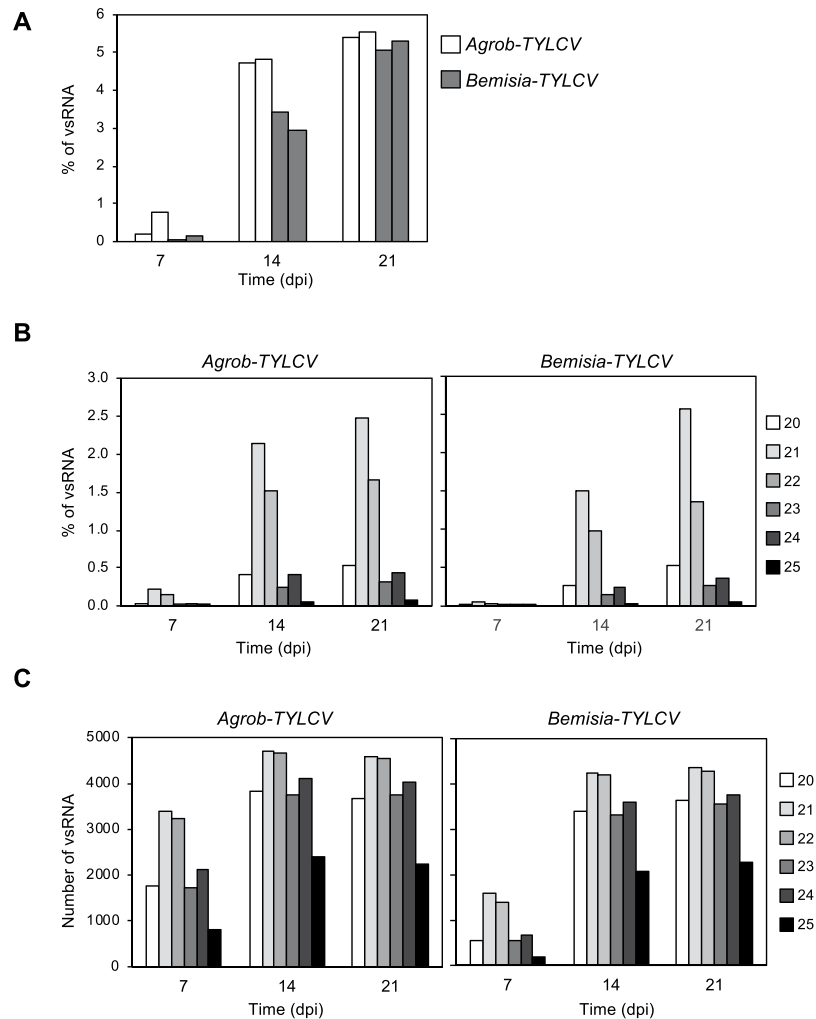 A
6
5
4
3
2
1
0
% of vsRNA
7 14 21
Time (dpi)
Agrob-TYLCV
Bemisia-TYLCV
B
Agrob-TYLCV Bemisia-TYLCV
3.0
2.5
2.0
1.5
1.0
0.5
0.0
% of vsRNA
7 14 21
Time (dpi)
7 14 21
Time (dpi)
20
21
22
23
24
25
C
Agrob-TYLCV Bemisia-TYLCV
5000
4000
3000
2000
1000
0
Number of vsRNA
7 14 21
Time (dpi)
7 14 21
Time (dpi)
20
21
22
23
24
25